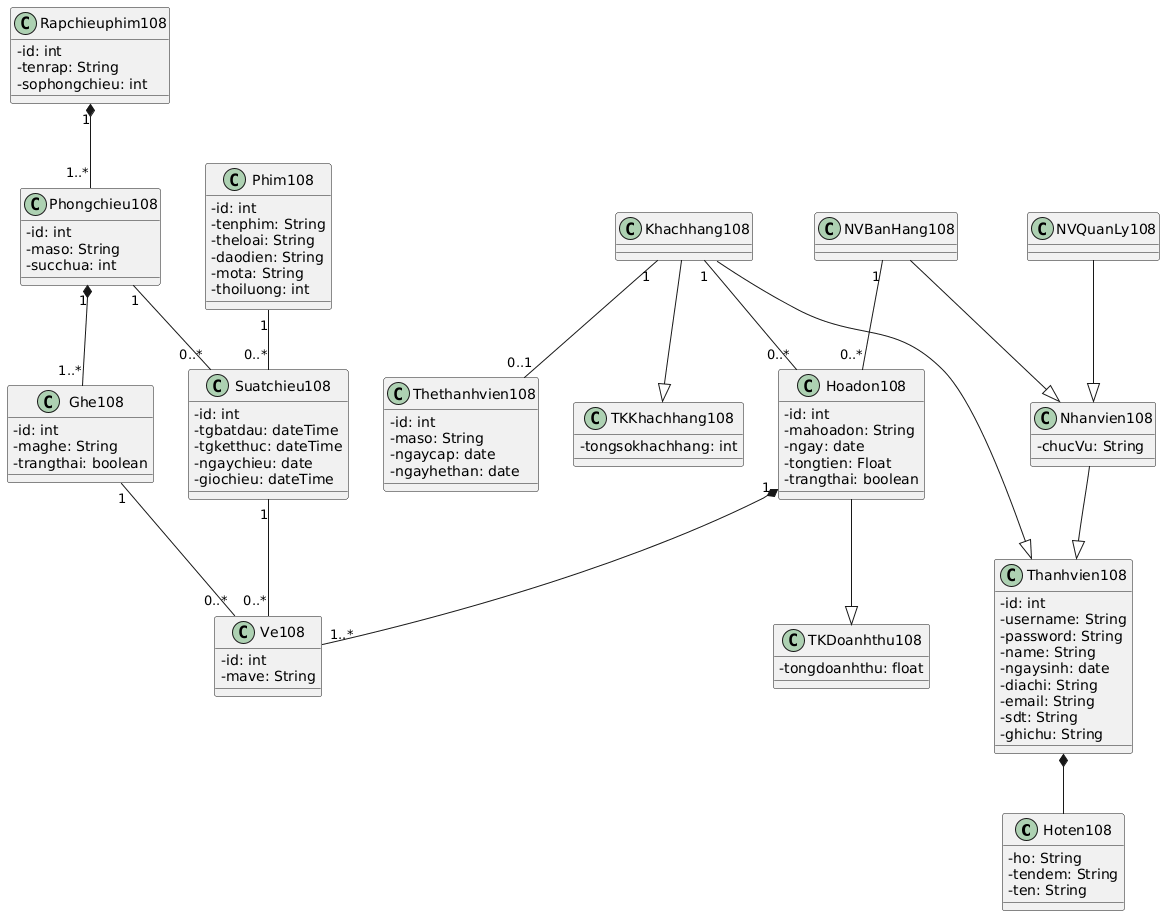 C Rapchieuphim108
-id: int
-tenrap: String
-sophongchieu: int
1
1..*
C Phongchieu108
-id: int
-maso: String
-succhua: int
C Phim108
-id: int
-tenphim: String
-theloai: String
-daodien: String
-mota: String
-thoiluong: int
C Khachhang108
C NVBanHang108
C NVQuanLy108
1
1
1
0..*
1..*
1
0..*
1
0..1
1
0..*
1
0..*
C Ghe108
-id: int
-maghe: String
-trangthai: boolean
C Suatchieu108
-id: int
-tgbatdau: dateTime
-tgketthuc: dateTime
-ngaychieu: date
-giochieu: dateTime
C Thethanhvien108
-id: int
-maso: String
-ngaycap: date
-ngayhethan: date
C TKKhachhang108
-tongsokhachhang: int
C Hoadon108
-id: int
-mahoadon: String
-ngay: date
-tongtien: Float
-trangthai: boolean
C Nhanvien108
-chucVu: String
1
0..*
1
0..*
1
1..*
C Ve108
-id: int
-mave: String
C TKDoanhthu108
-tongdoanhthu: float
C Thanhvien108
-id: int
-username: String
-password: String
-name: String
-ngaysinh: date
-diachi: String
-email: String
-sdt: String
-ghichu: String
C Hoten108
-ho: String
-tendem: String
-ten: String